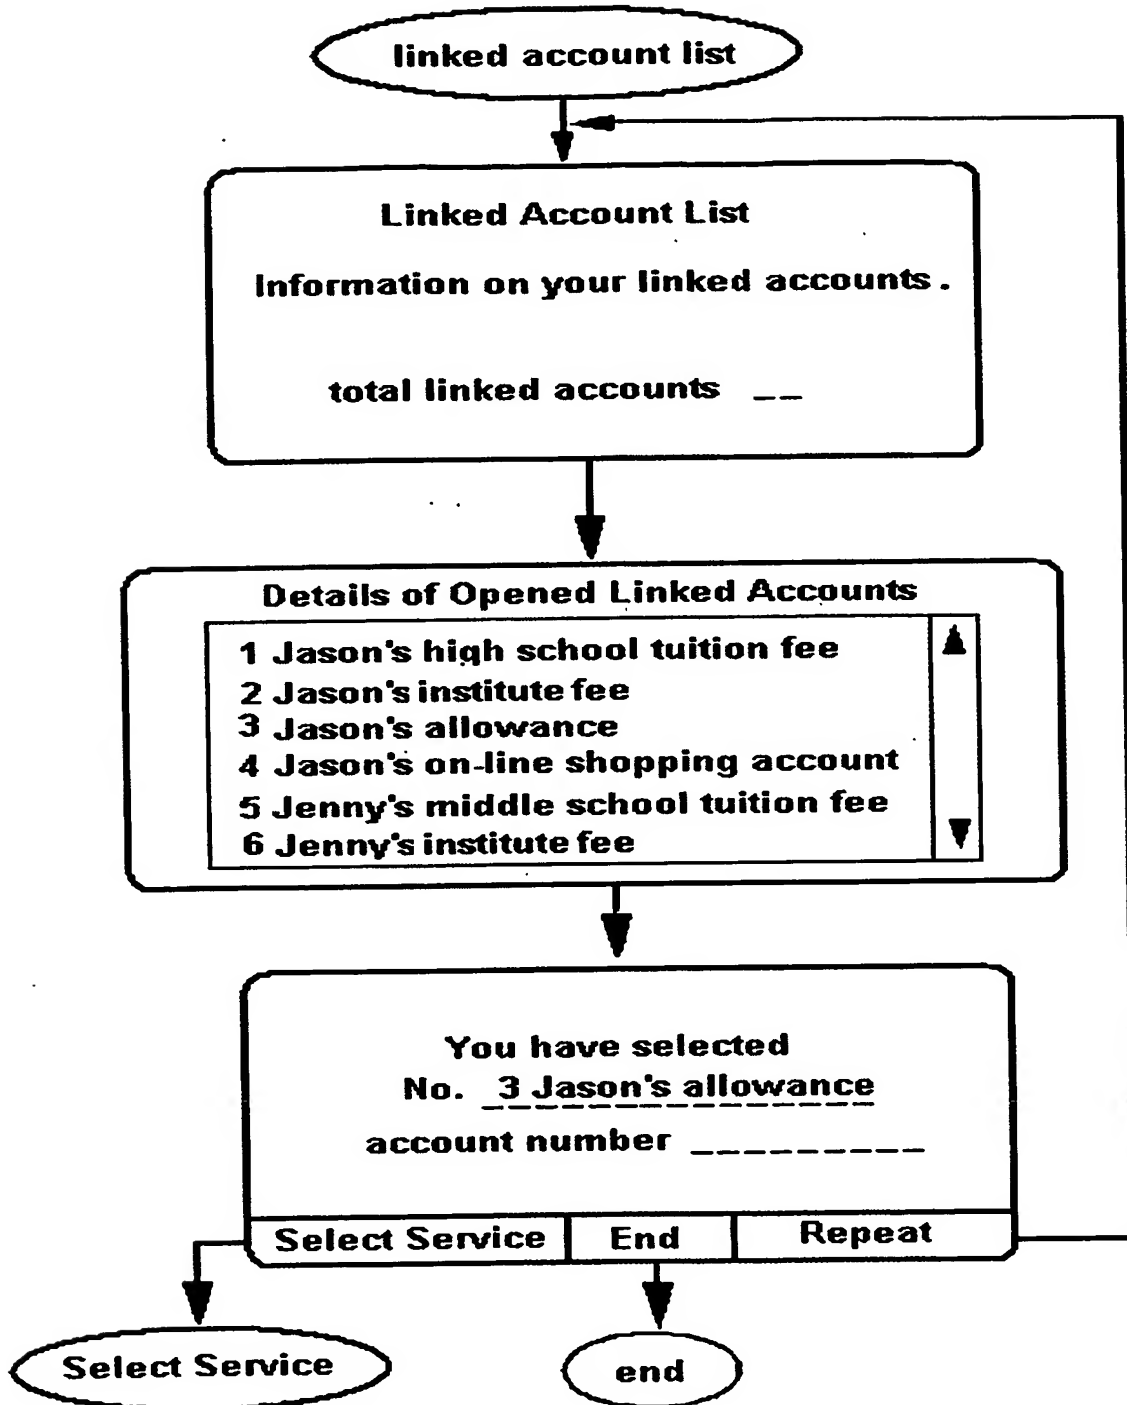 linked account list
Linked Account List
Information on your linked accounts.
total linked accounts __
Details of Opened Linked Accounts
1 Jason's high school tuition fee
2 Jason's institute fee
3 Jason's allowance
4 Jason's on-line shopping account
5 Jenny's middle school tuition fee
6 Jenny's institute fee
You have selected
No. 3 Jason's allowance
account number _________
Select Service
End
Repeat
Select Service
end